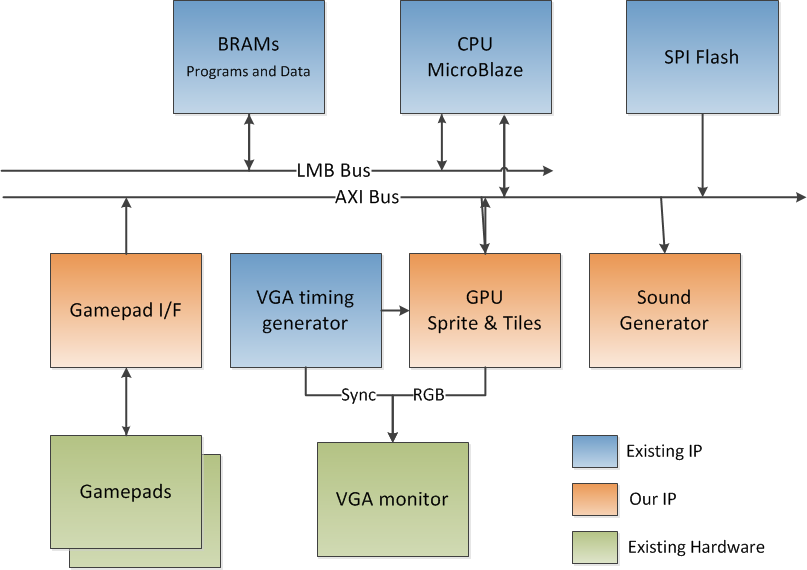 BRAMs
Programs and Data
CPU
MicroBlaze
SPI Flash
LMB Bus
AXI Bus
Gamepad I/F
VGA timing
generator
GPU
Sprite & Tiles
Sound
Generator
Sync
RGB
Gamepads
VGA monitor
Existing IP
Our IP
Existing Hardware